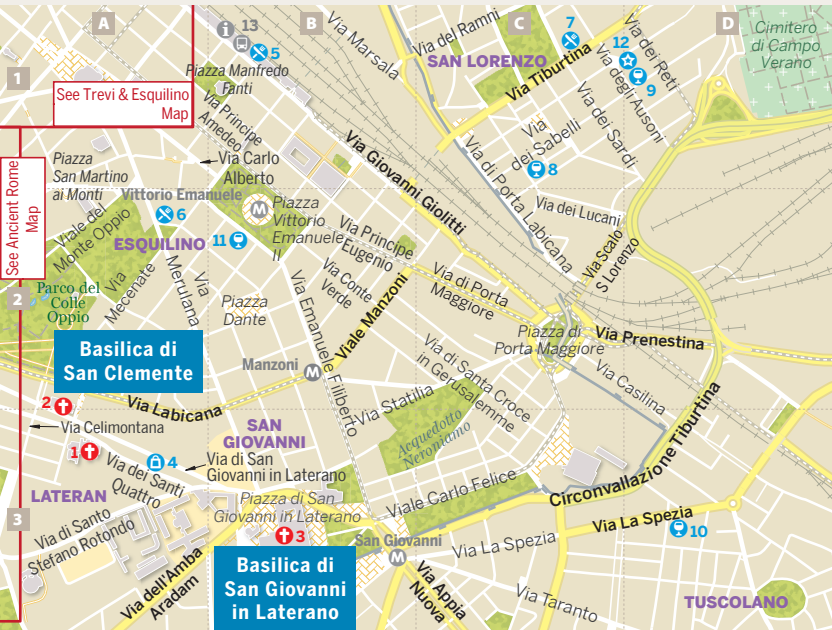 A
B
C
D
1
2
3
13
5
7
12
9
8
6
11
2
1
4
3
10
Via dei Ramni
Via Marsala
SAN LORENZO
Via Tiburtina
Via dei Reti
Via degli Ausoni
Cimitero
di Campo
Verano
Piazza Manfredo
Fanti
See Trevi & Esquilino
Map
Via Principe
Amedeo
Via
dei Sabelli
Via dei Sardi
Piazza
San Martino
ai Monti
Via Carlo
Alberto
Via Giovanni Giolitti
Via di Porta Labicana
See Ancient Rome
Map
Vittorio Emanuele
Piazza
Vittorio
Emanuele
II
M
Via dei Lucani
Viale del
Monte Oppio
ESQUILINO
Via Principe
Eugenio
Via Scalo
S Lorenzo
Via
Mecenate
Via
Merulana
Via Conte
Verde
Via di Porta
Maggiore
Parco del
Colle
Oppio
Piazza
Dante
Via Emanuele Filiberto
Viale Manzoni
Piazza di
Porta Maggiore
Via Prenestina
Basilica di
San Clemente
Manzoni
M
Via di Santa Croce
in Gerusalemme
Via Casilina
Via Labicana
Via Statilia
Via Celimontana
SAN
GIOVANNI
Acquedotto
Neroniano
Circonvallazione Tiburtina
Via di San
Giovanni in Laterano
Via dei Santi
Quattro
LATERAN
Piazza di San
Giovanni in Laterano
Viale Carlo Felice
Via di Santo
Stefano Rotondo
Via La Spezia
San Giovanni
M
Via La Spezia
Basilica di
San Giovanni
in Laterano
Via dell'Amba
Aradam
Via Appia
Nuova
Via Taranto
TUSCOLANO